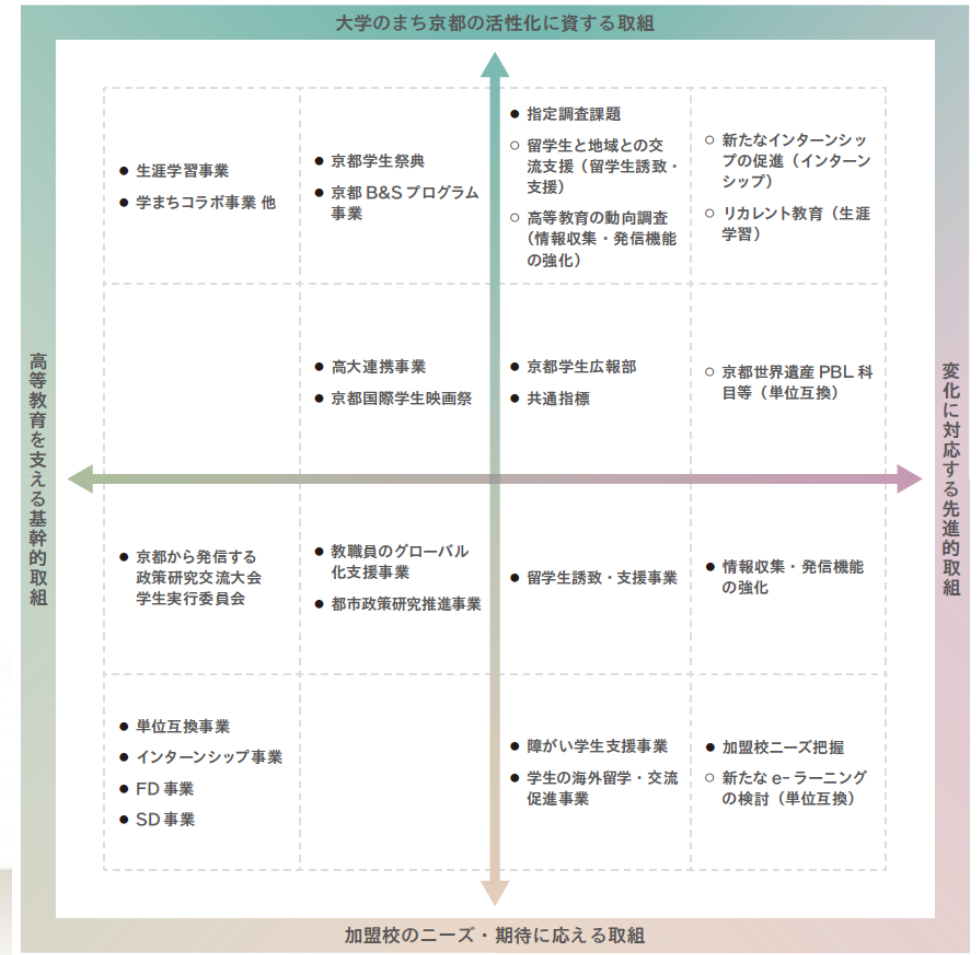 大学のまち京都の活性化に資する取組
高等教育を支える基幹的取組
● 生涯学習事業
● 学まちコラボ事業 他
● 京都学生祭典
● 京都 B&S プログラム
事業
● 指定調査課題
○ 留学生と地域との交
流支援（留学生誘致・
支援）
○ 高等教育の動向調査
（情報収集・発信機能
の強化）
○ 新たなインターンシッ
プの促進（インターン
シップ）
○ リカレント教育（生涯
学習）
● 高大連携事業
● 京都国際学生映画祭
● 京都学生広報部
● 共通指標
○ 京都世界遺産 PBL 科
目等（単位互換）
● 京都から発信する
政策研究交流大会
学生実行委員会
● 教職員のグローバル
化支援事業
● 都市政策研究推進事業
● 留学生誘致・支援事業
● 情報収集・発信機能
の強化
● 単位互換事業
● インターンシップ事業
● FD 事業
● SD 事業
● 障がい学生支援事業
● 学生の海外留学・交流
促進事業
● 加盟校ニーズ把握
○ 新たな e-ラーニング
の検討（単位互換）
変化に対応する先進的取組
加盟校のニーズ・期待に応える取組